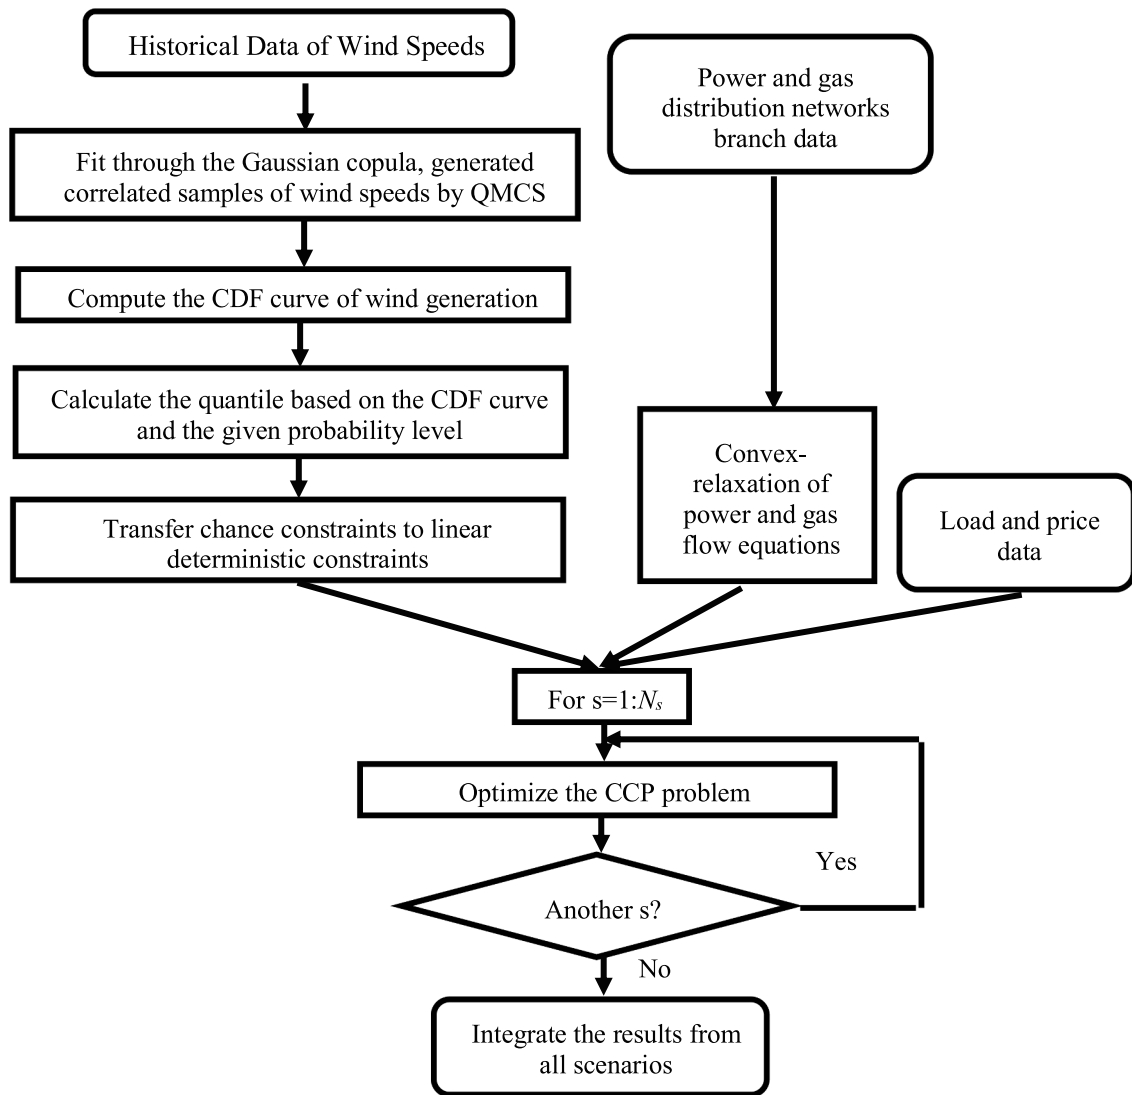 Historical Data of Wind Speeds
Power and gas
distribution networks
branch data
Fit through the Gaussian copula, generated
correlated samples of wind speeds by QMCS
Compute the CDF curve of wind generation
Calculate the quantile based on the CDF curve
and the given probability level
Convex-
relaxation of
power and gas
flow equations
Load and price
data
Transfer chance constraints to linear
deterministic constraints
For s=1:Ns
Optimize the CCP problem
Yes
Another s?
No
Integrate the results from
all scenarios